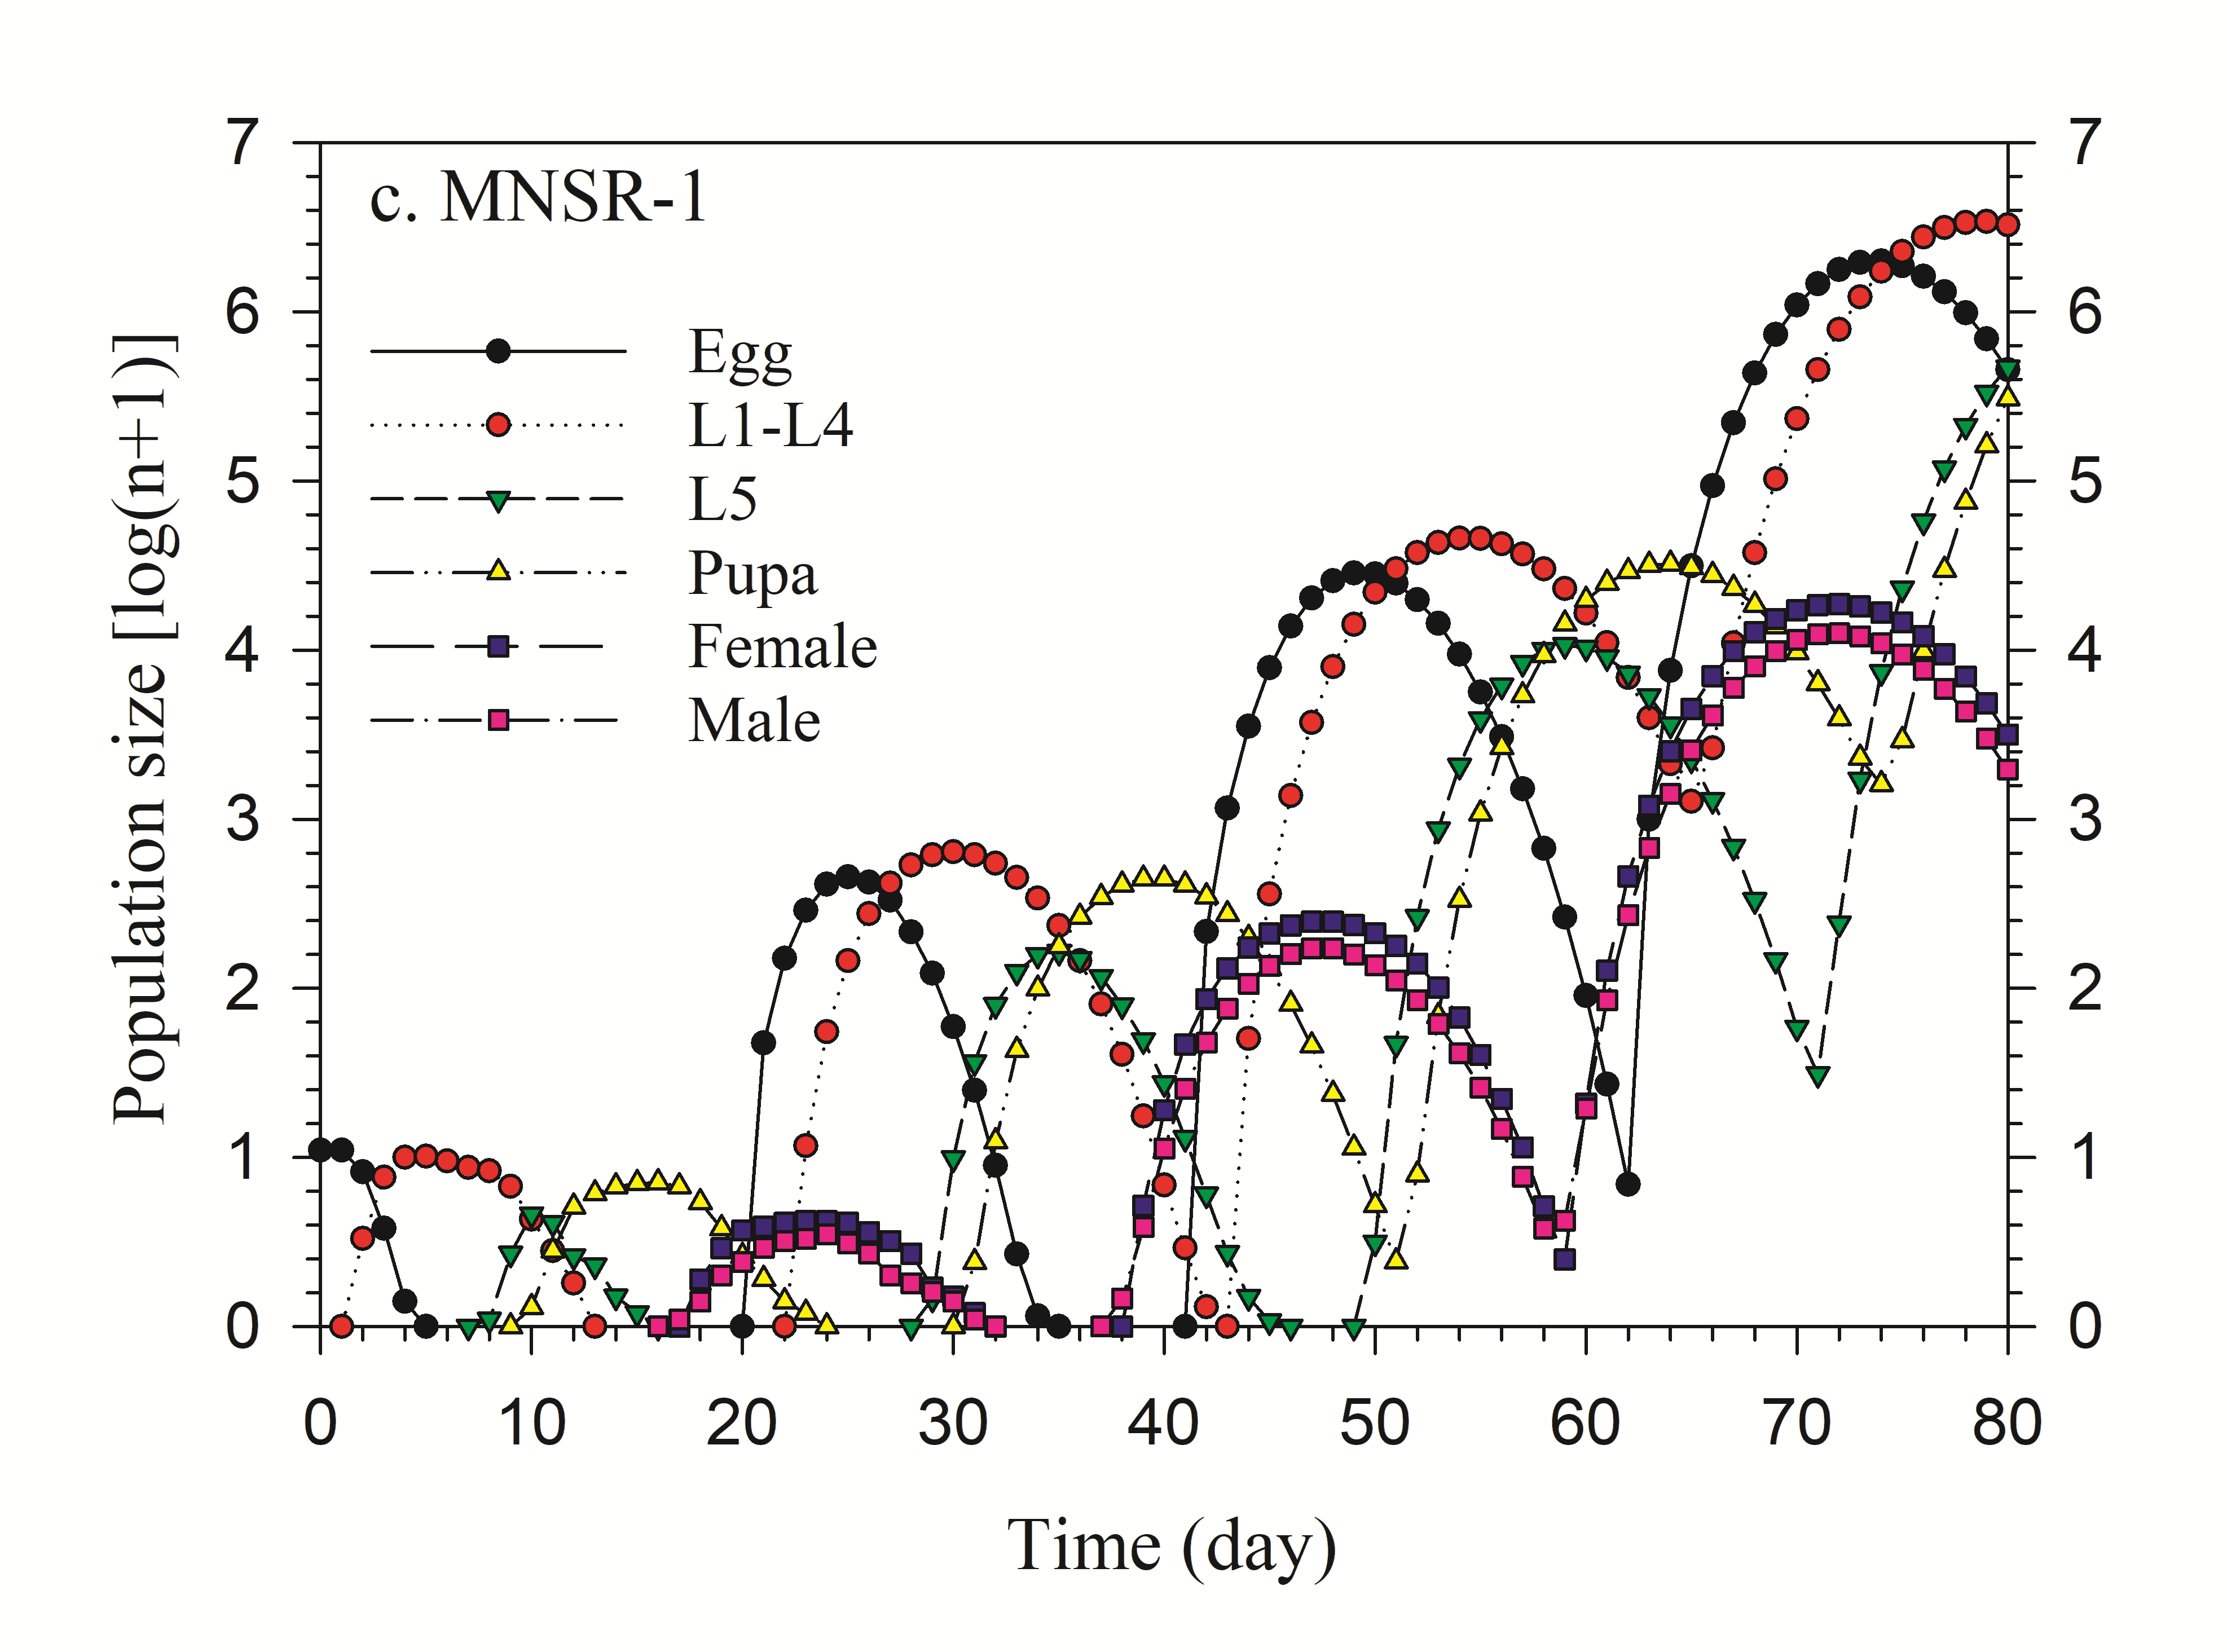 c. MNSR-1
Egg
L1-L4
L5
Pupa
Female
Male
Population size [log(n+1)]
7
6
5
4
3
2
1
0
7
6
5
4
3
2
1
0
0 10 20 30 40 50 60 70 80
Time (day)